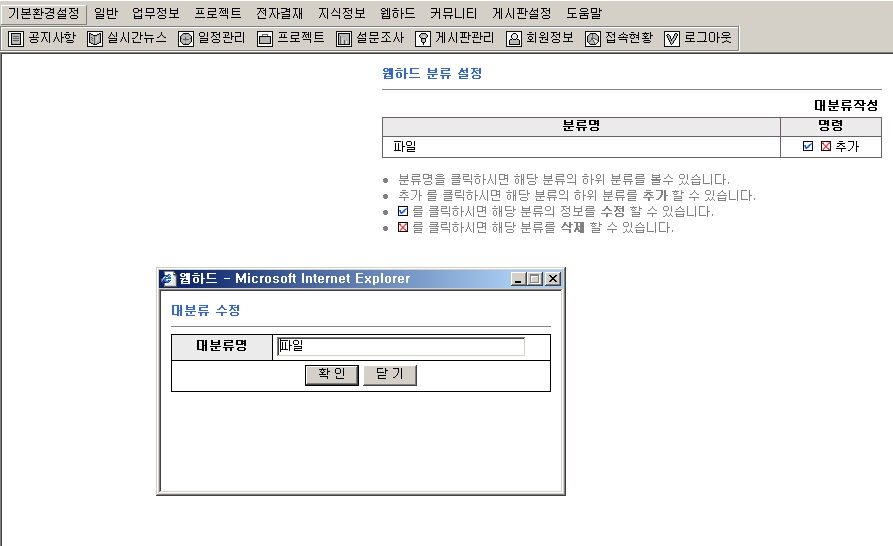 기본환경설정 일반 업무정보 프로젝트 전자결재 지식정보 웹하드 커뮤니티 게시판설정 도움말
공지사항 실시간뉴스 일정관리 프로젝트 설문조사 게시판관리 회원정보 접속현황 로그아웃
웹하드 분류 설정
대분류작성
분류명 명령
파일 추가
분류명을 클릭하시면 해당 분류의 하위 분류를 볼수 있습니다.
추가 를 클릭하시면 해당 분류의 하위 분류를 추가 할 수 있습니다.
를 클릭하시면 해당 분류의 정보를 수정 할 수 있습니다.
를 클릭하시면 해당 분류를 삭제 할 수 있습니다.
웹하드 - Microsoft Internet Explorer
대분류 수정
대분류명 파일
확 인 닫 기